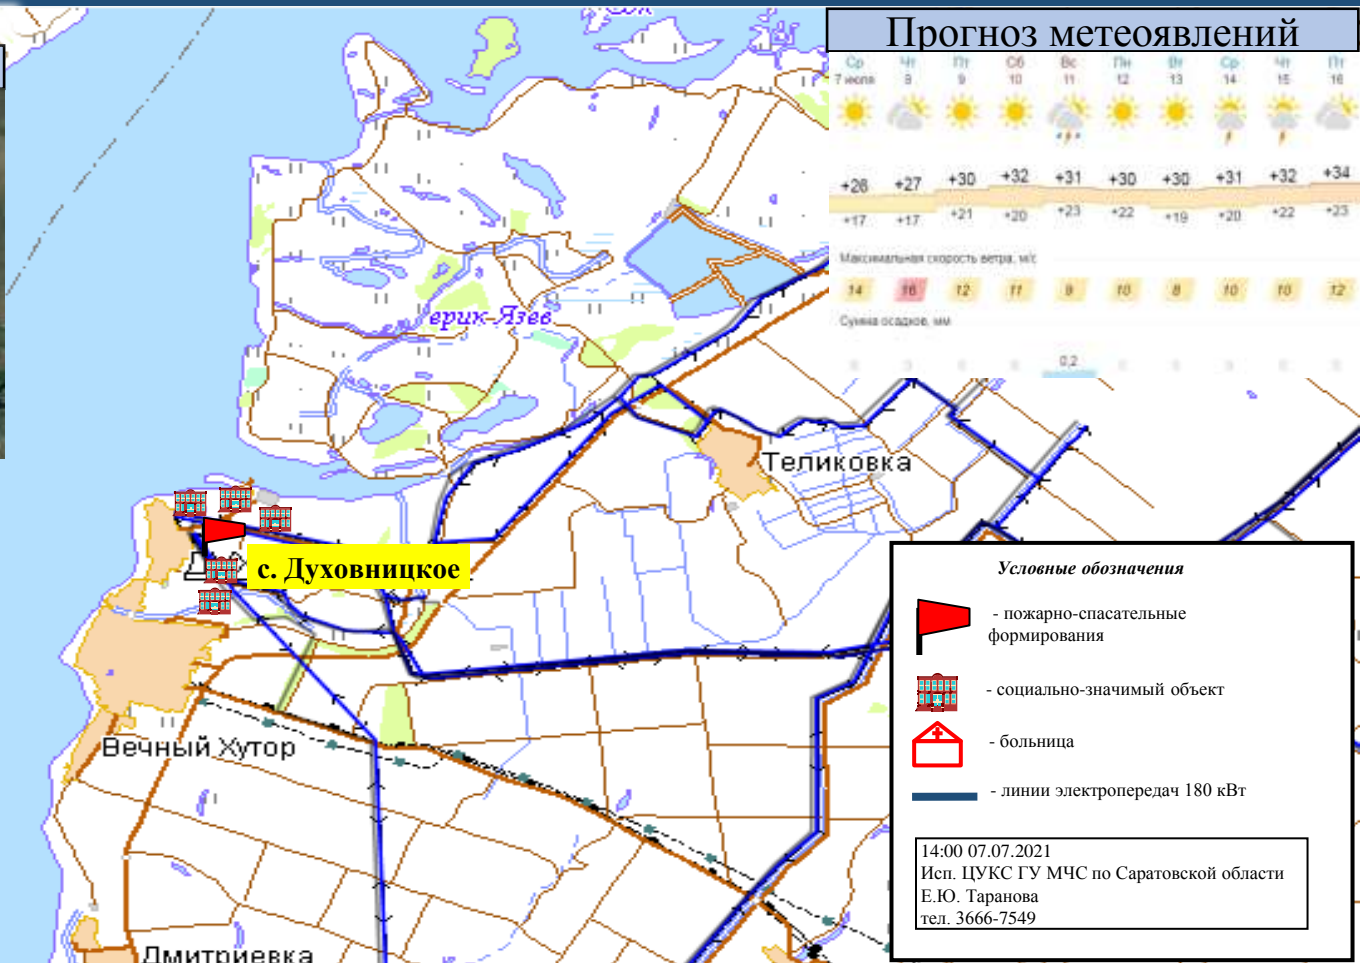 Прогноз метеоявлений
Ср Чт Пт Сб Вс Пн Вт Ср Чт Пт
7 июля 8 9 10 11 12 13 14 15 16
+26 +27 +30 +32 +31 +30 +30 +31 +32 +34
+17 +17 +21 +20 +23 +22 +19 +20 +22 +23
Максимальная скорость ветра, м/с
14 16 12 11 9 10 8 10 10 12
Сумма осадков, мм
0,2
ерик Язев
Теликовка
с. Духовницкое
Вечный Хутор
Дмитриевка
Условные обозначения
- пожарно-спасательные
формирования
- социально-значимый объект
- больница
- линии электропередач 180 кВт
14:00 07.07.2021
Исп. ЦУКС ГУ МЧС по Саратовской области
Е.Ю. Таранова
тел. 3666-7549